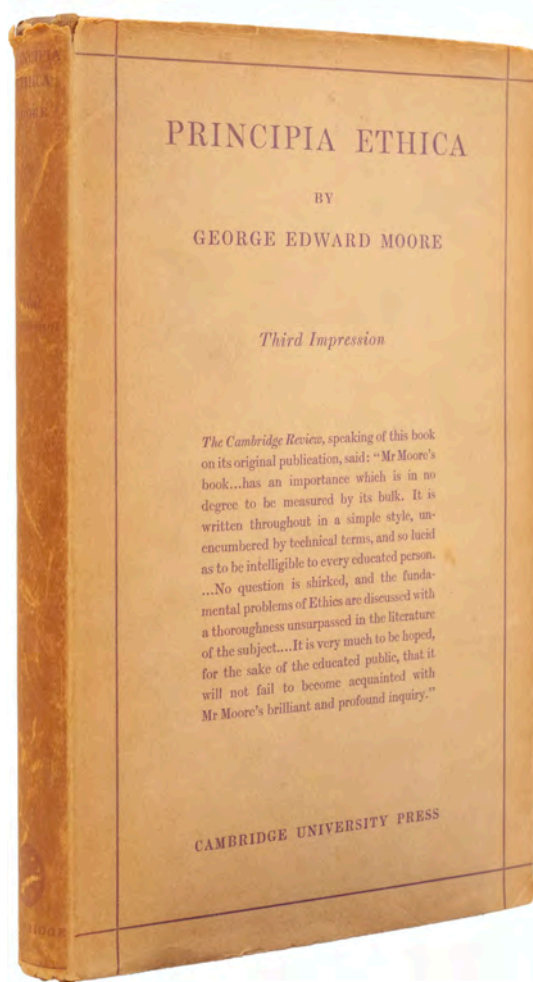 PRINCIPIA ETHICA
BY
GEORGE EDWARD MOORE
Third Impression
The Cambridge Review, speaking of this book
on its original publication, said: “Mr Moore's
book...has an importance which is in no
degree to be measured by its bulk. It is
written throughout in a simple style, un-
encumbered by technical terms, and so lucid
as to be intelligible to every educated person.
...No question is shirked, and the funda-
mental problems of Ethics are discussed with
a thoroughness unsurpassed in the literature
of the subject....It is very much to be hoped,
for the sake of the educated public, that it
will not fail to become acquainted with
Mr Moore's brilliant and profound inquiry.”
CAMBRIDGE UNIVERSITY PRESS